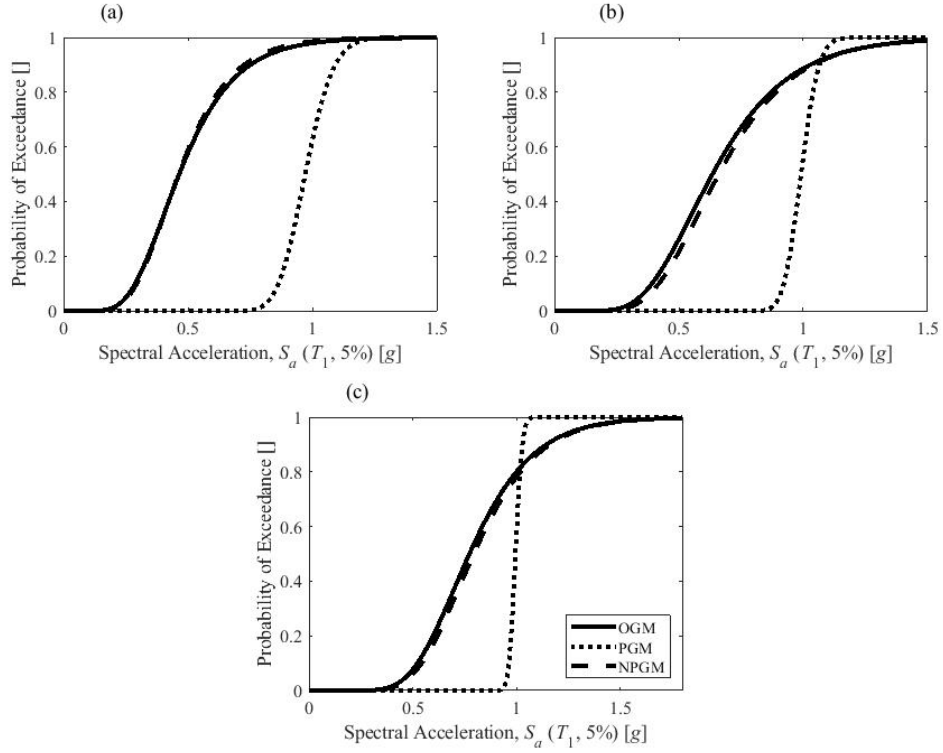 (a)
1
0.8
0.6
0.4
0.2
0
Probability of Exceedance []
0 0.5 1 1.5
Spectral Acceleration, S_a (T_1, 5%) [g]
(b)
1
0.8
0.6
0.4
0.2
0
Probability of Exceedance []
0 0.5 1 1.5
Spectral Acceleration, S_a (T_1, 5%) [g]
(c)
1
0.8
0.6
0.4
0.2
0
Probability of Exceedance []
0 0.5 1 1.5
Spectral Acceleration, S_a (T_1, 5%) [g]
OGM
PGM
NPGM